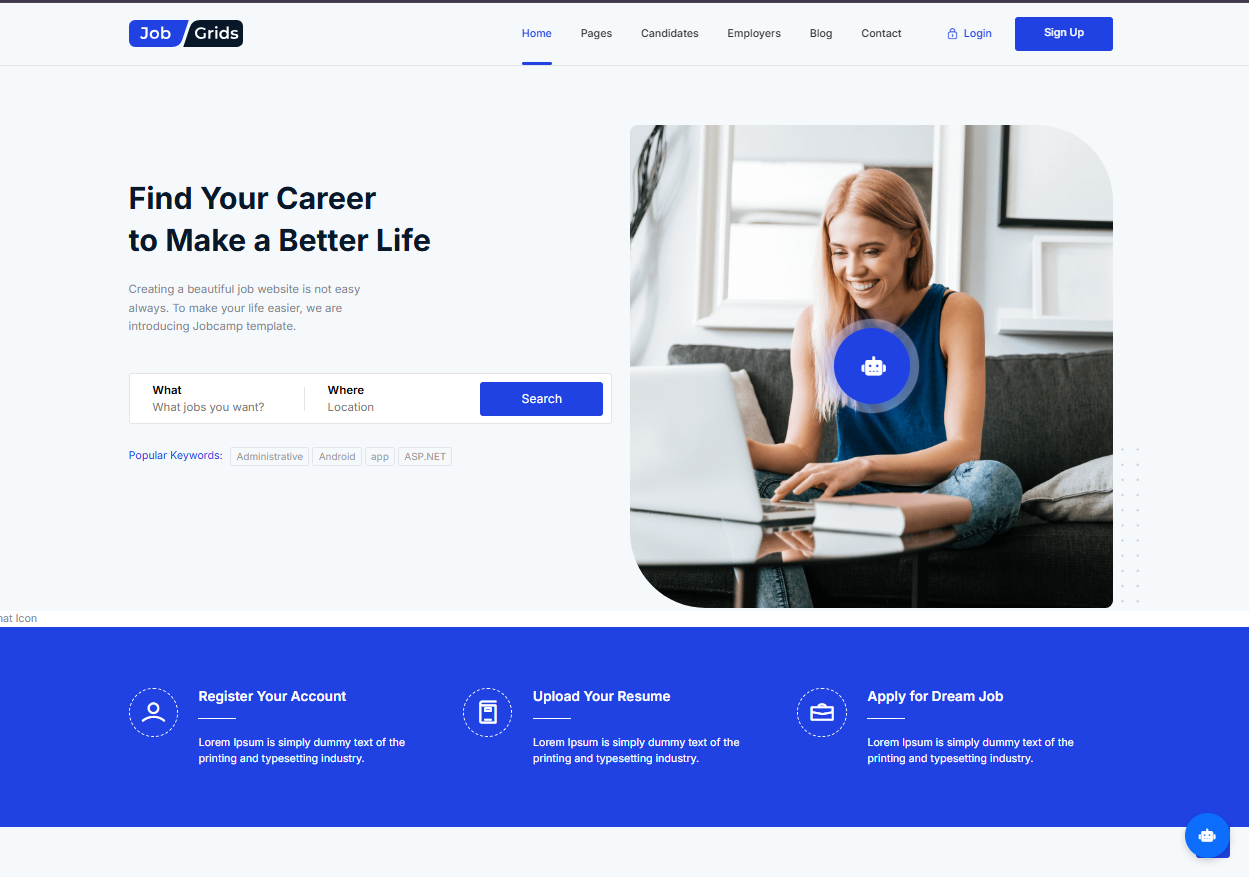 Job Grids
Home
Pages
Candidates
Employers
Blog
Contact
Login
Sign Up
Find Your Career
to Make a Better Life
Creating a beautiful job website is not easy
always. To make your life easier, we are
introducing Jobcamp template.
What
What jobs you want?
Where
Location
Search
Popular Keywords:
Administrative
Android
app
ASP.NET
hat Icon
Register Your Account
Lorem Ipsum is simply dummy text of the
printing and typesetting industry.
Upload Your Resume
Lorem Ipsum is simply dummy text of the
printing and typesetting industry.
Apply for Dream Job
Lorem Ipsum is simply dummy text of the
printing and typesetting industry.